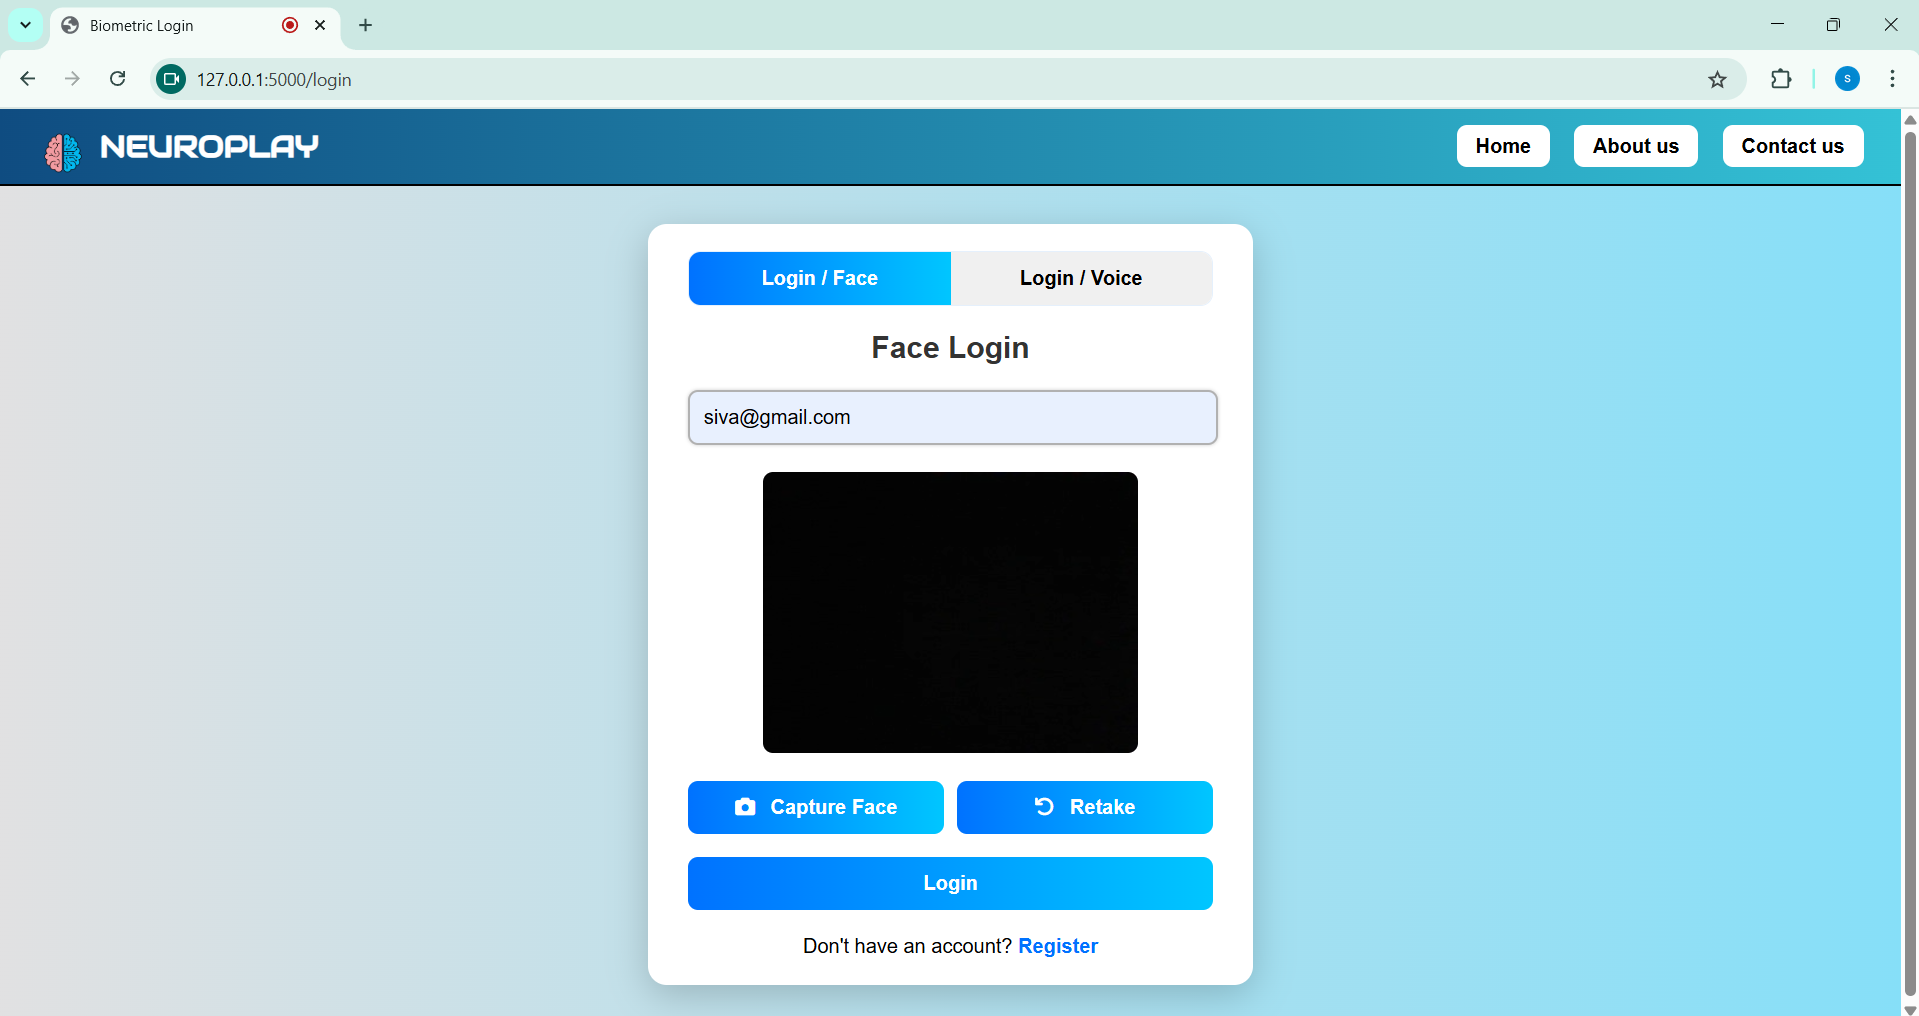 Biometric Login
127.0.0.1:5000/login
S
NEUROPLAY
Home
About us
Contact us
Login / Face
Login / Voice
Face Login
siva@gmail.com
Capture Face
Retake
Login
Don't have an account? Register